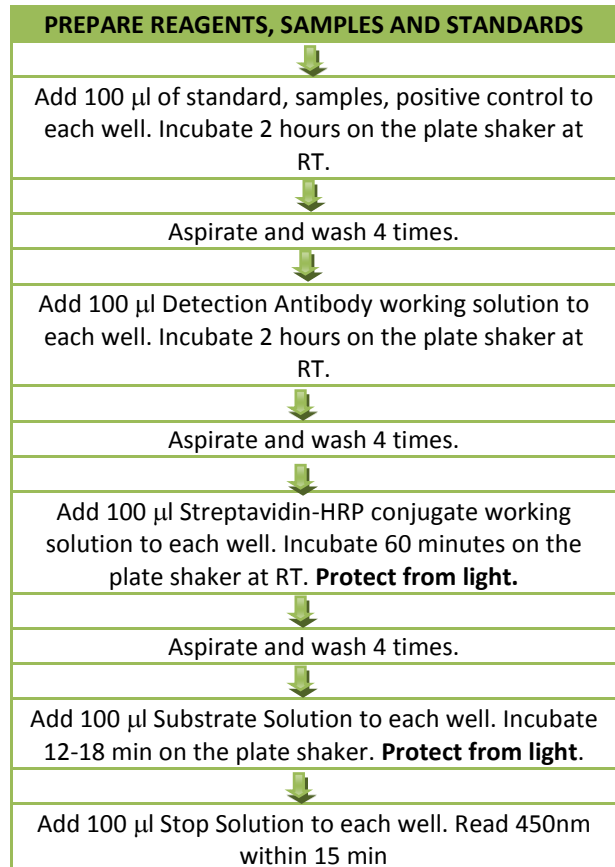 PREPARE REAGENTS, SAMPLES AND STANDARDS
Add 100 µl of standard, samples, positive control to
each well. Incubate 2 hours on the plate shaker at
RT.
Aspirate and wash 4 times.
Add 100 µl Detection Antibody working solution to
each well. Incubate 2 hours on the plate shaker at
RT.
Aspirate and wash 4 times.
Add 100 µl Streptavidin-HRP conjugate working
solution to each well. Incubate 60 minutes on the
plate shaker at RT. Protect from light.
Aspirate and wash 4 times.
Add 100 µl Substrate Solution to each well. Incubate
12-18 min on the plate shaker. Protect from light.
Add 100 µl Stop Solution to each well. Read 450nm
within 15 min